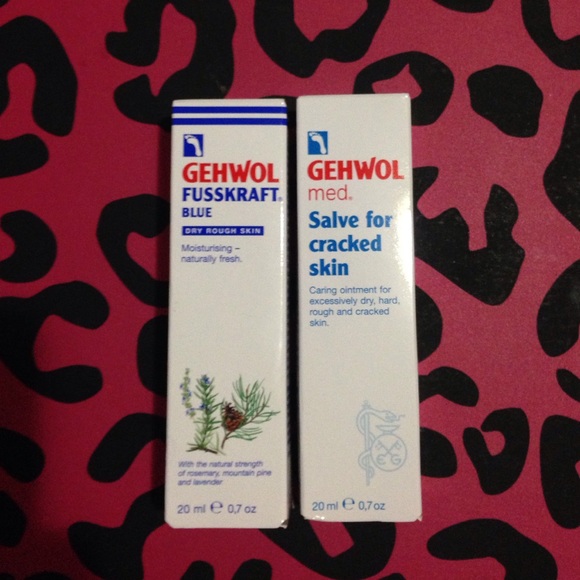 GEHWOL
FUSSKRAFT®
BLUE
DRY ROUGH SKIN
Moisturising –
naturally fresh.
With the natural strength
of rosemary, mountain pine
and lavender
20 ml ℮ 0,7 oz
GEHWOL
med®
Salve for
cracked
skin
Caring ointment for
excessively dry, hard,
rough and cracked
skin.
EG
20 ml ℮ 0,7 oz